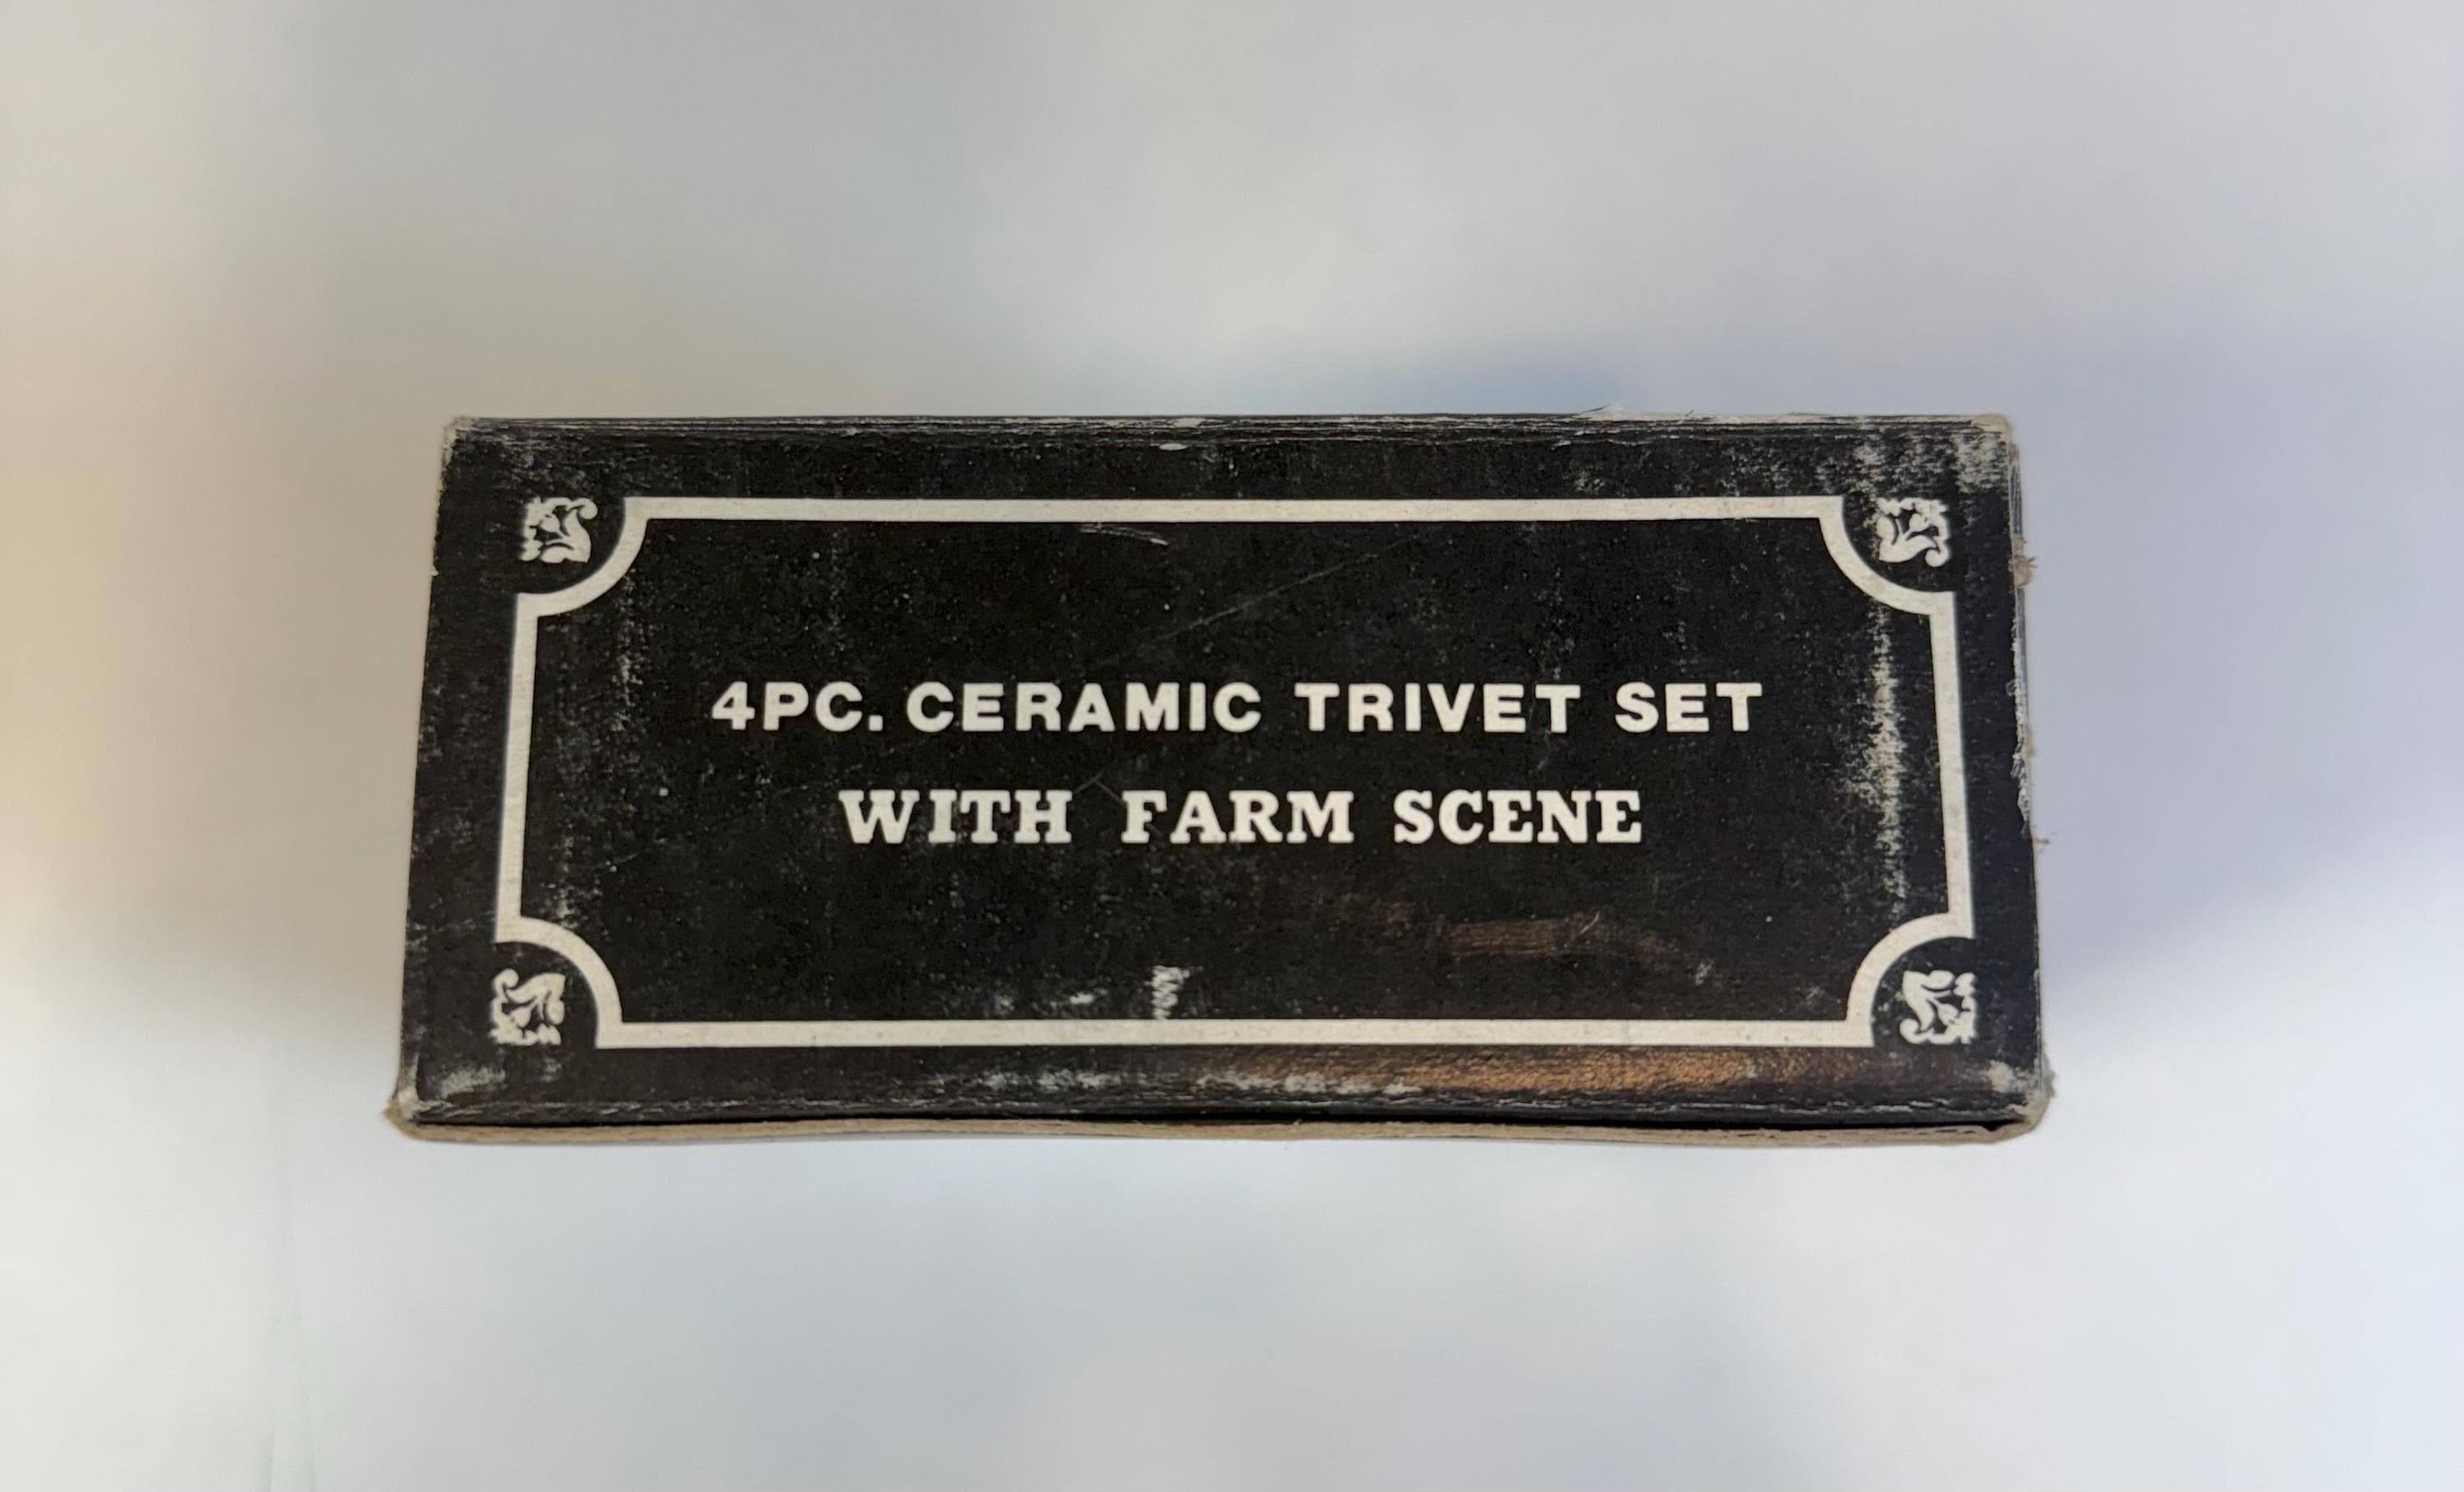 4PC. CERAMIC TRIVET SET
WITH FARM SCENE